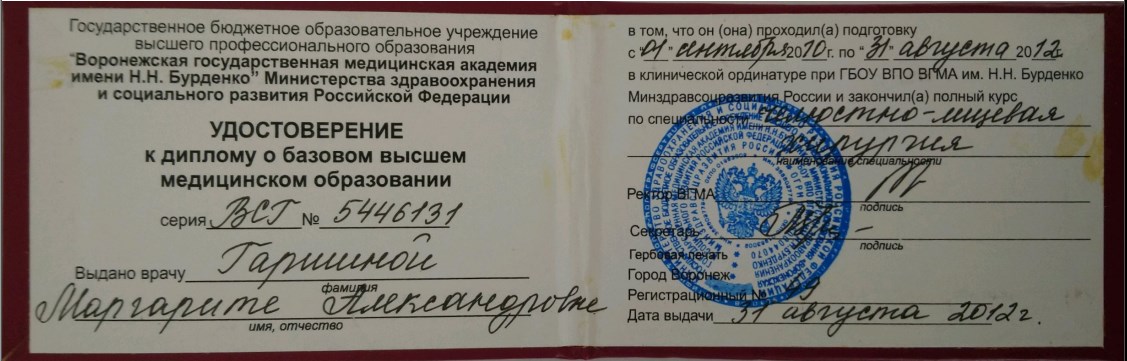 Государственное бюджетное образовательное учреждение
высшего профессионального образования
"Воронежская государственная медицинская академия
имени Н.Н. Бурденко" Министерства здравоохранения
и социального развития Российской Федерации
УДОСТОВЕРЕНИЕ
к диплому о базовом высшем
медицинском образовании
серия ВСГ № 5446131
Выдано врачу Гаршиной
фамилия
Маргарите Александровне
имя, отчество
в том, что он (она) проходил(а) подготовку
с "01" сентября 2010г. по "31" августа 2012г.
в клинической ординатуре при ГБОУ ВПО ВГМА им. Н.Н. Бурденко
Минздравсоцразвития России и закончил(а) полный курс
по специальности челюстно-лицевая
хирургия
наименование специальности
Ректор ВГМА
подпись
Секретарь
подпись
Гербовая печать
Город Воронеж
Регистрационный №
Дата выдачи 31 августа 2012г.